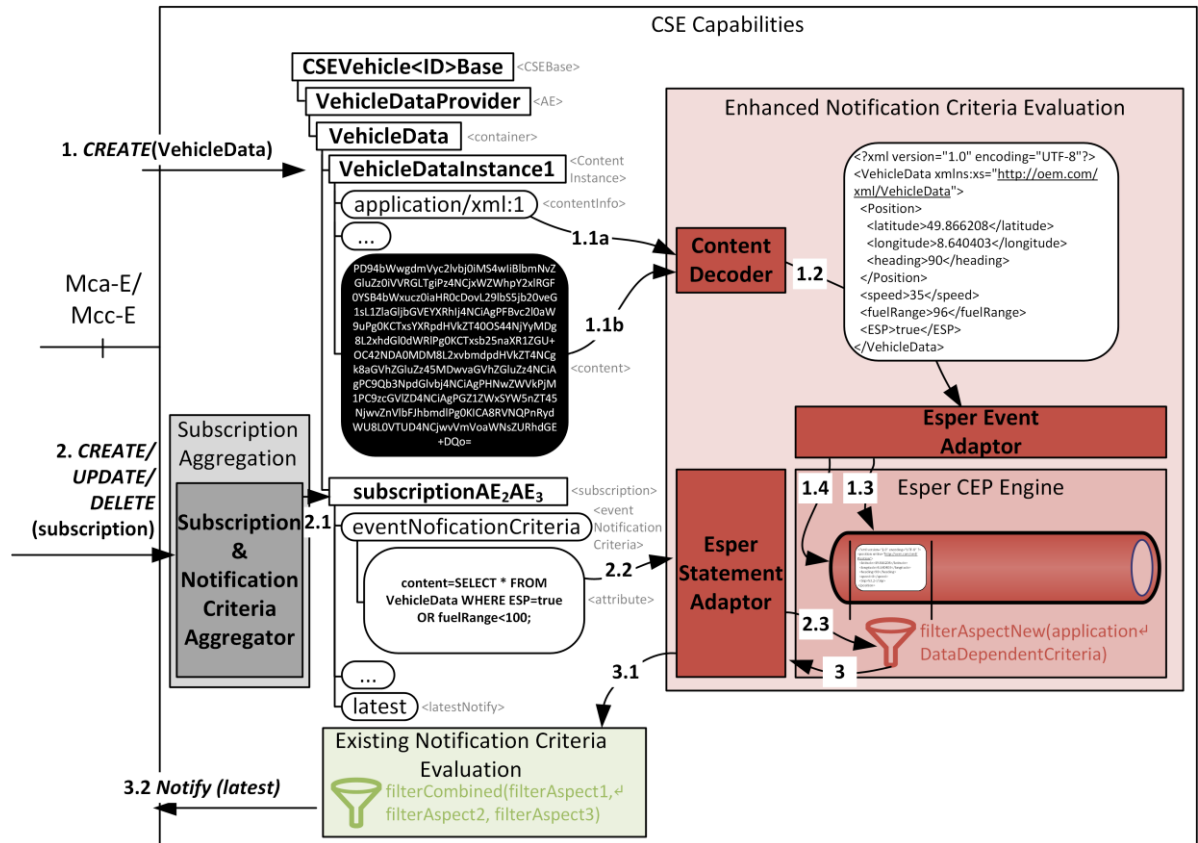 CSE Capabilities
CSEVehicle<ID>Base
<CSEBase>
VehicleDataProvider
<AE>
VehicleData
<container>
1. CREATE(VehicleData)
VehicleDataInstance1
<Content
Instance>
application/xml:1
<contentInfo>
...
1.1a
1.1b
PD94bWwgdmVyc2lvbj0iMS4wIiBlbmNvZ
GluZz0iVVRGLTgiPz4NCjxWZWhpY2xlRGF
0YSB4bWxucz0iaHR0cDovL29lbS5jb20veG
1sL1ZlaGljbGVEYXRhIj4NCiAgPFBvc2l0aW
9uPg0KCTxsYXRpdHVkZT40OS44NjYyMDg
8L2xhdGl0dWRlPg0KCTxsb25naXR1ZGU+
OC42NDA0MDM8L2xvbmdpdHVkZT4NCg
k8aGVhZGluZz45MDwvaGVhZGluZz4NCiA
gPC9Qb3NpdGlvbj4NCiAgPHNwZWVkPjM
1PC9zcGVlZD4NCiAgPGZ1ZWxSYW5nZT45
NjwvZnVlbFJhbmdlPg0KICA8RVNQPnRyd
WU8L0VTUD4NCjwvVmVoaWNsZURhdGE
+DQo=
<content>
Mca-E/
Mcc-E
Enhanced Notification Criteria Evaluation
Content
Decoder
1.2
<?xml version="1.0" encoding="UTF-8"?>
<VehicleData xmlns:xs="http://oem.com/
xml/VehicleData">
<Position>
<latitude>49.866208</latitude>
<longitude>8.640403</longitude>
<heading>90</heading>
</Position>
<speed>35</speed>
<fuelRange>96</fuelRange>
<ESP>true</ESP>
</VehicleData>
Esper Event
Adaptor
1.4
1.3
Esper CEP Engine
2. CREATE/
UPDATE/
DELETE
(subscription)
Subscription
Aggregation
Subscription
&
Notification
Criteria
Aggregator
2.1
subscriptionAE2AE3
<subscription>
eventNoficationCriteria
<event
Notification
Criteria>
content=SELECT * FROM
VehicleData WHERE ESP=true
OR fuelRange<100;
<attribute>
2.2
...
latest
<latestNotify>
Esper
Statement
Adaptor
2.3
3
filterAspectNew(application↵
DataDependentCriteria)
3.1
Existing Notification Criteria
Evaluation
filterCombined(filterAspect1,↵
filterAspect2, filterAspect3)
3.2 Notify (latest)